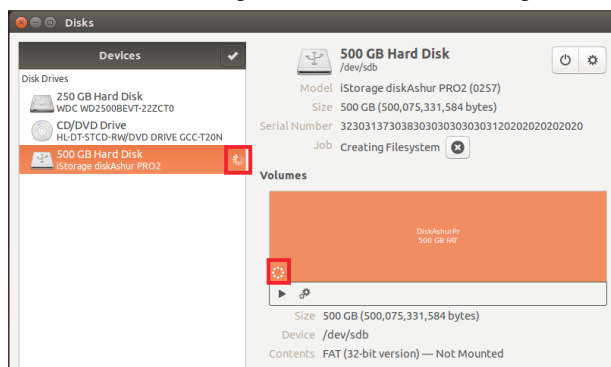 Disks
Devices
Disk Drives
250 GB Hard Disk
WDC WD2500BEVT-22ZCT0
CD/DVD Drive
HL-DT-STCD-RW/DVD DRIVE GCC-T20N
500 GB Hard Disk
iStorage diskAshur PRO2
500 GB Hard Disk
/dev/sdb
Model iStorage diskAshur PRO2 (0257)
Size 500 GB (500,075,331,584 bytes)
Serial Number 32303137303830303030303031202020202020
Job Creating Filesystem
Volumes
DiskAshurPr
500 GB FAT
Size 500 GB (500,075,331,584 bytes)
Device /dev/sdb
Contents FAT (32-bit version) — Not Mounted